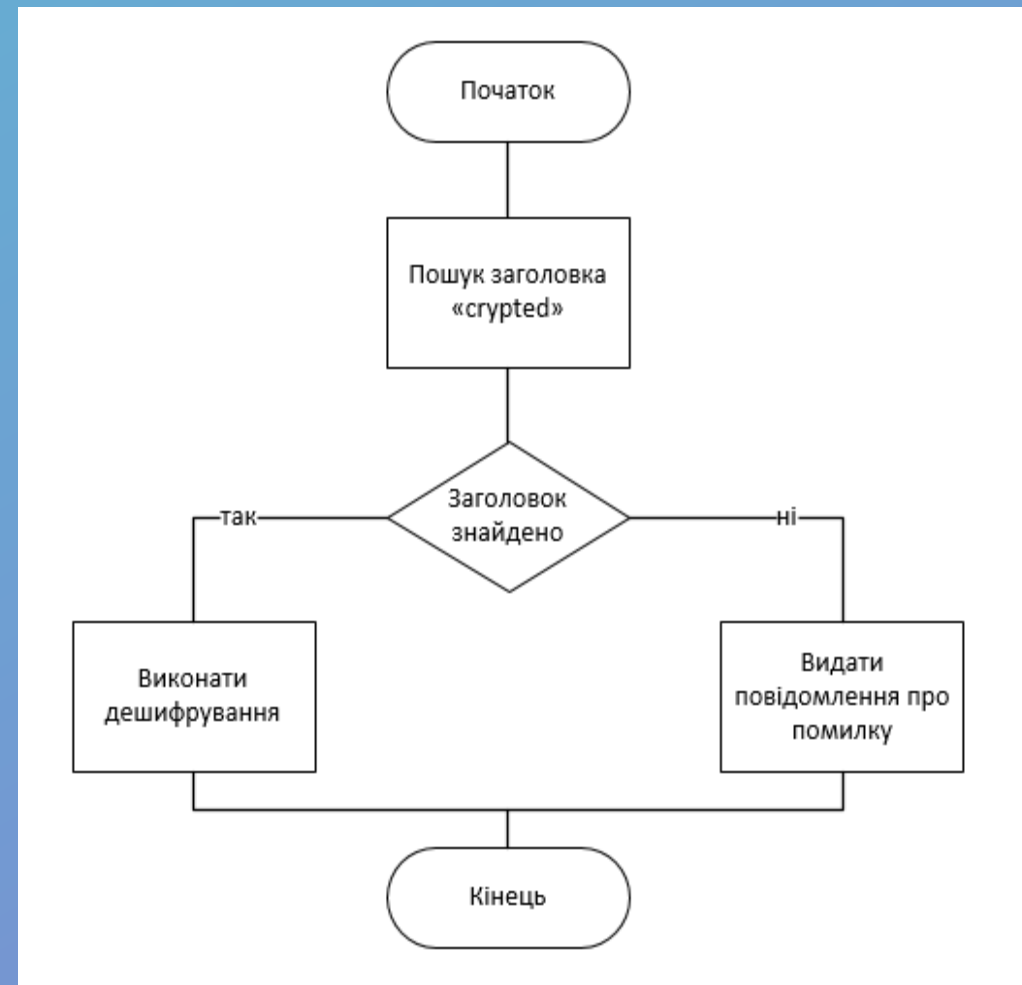 Початок
Пошук заголовка
«crypted»
Заголовок
знайдено
так
ні
Виконати
дешифрування
Видати
повідомлення про
помилку
Кінець